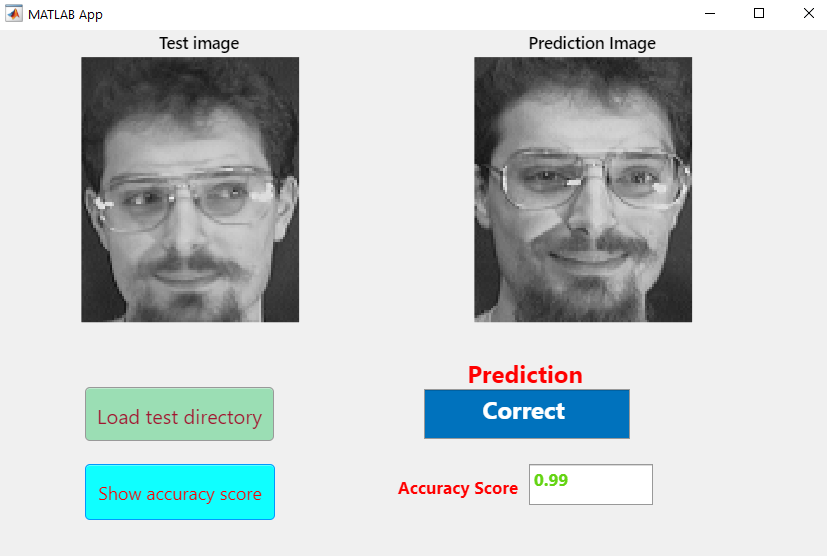 MATLAB App
Test image
Prediction Image
Prediction
Load test directory
Correct
Show accuracy score
Accuracy Score
0.99